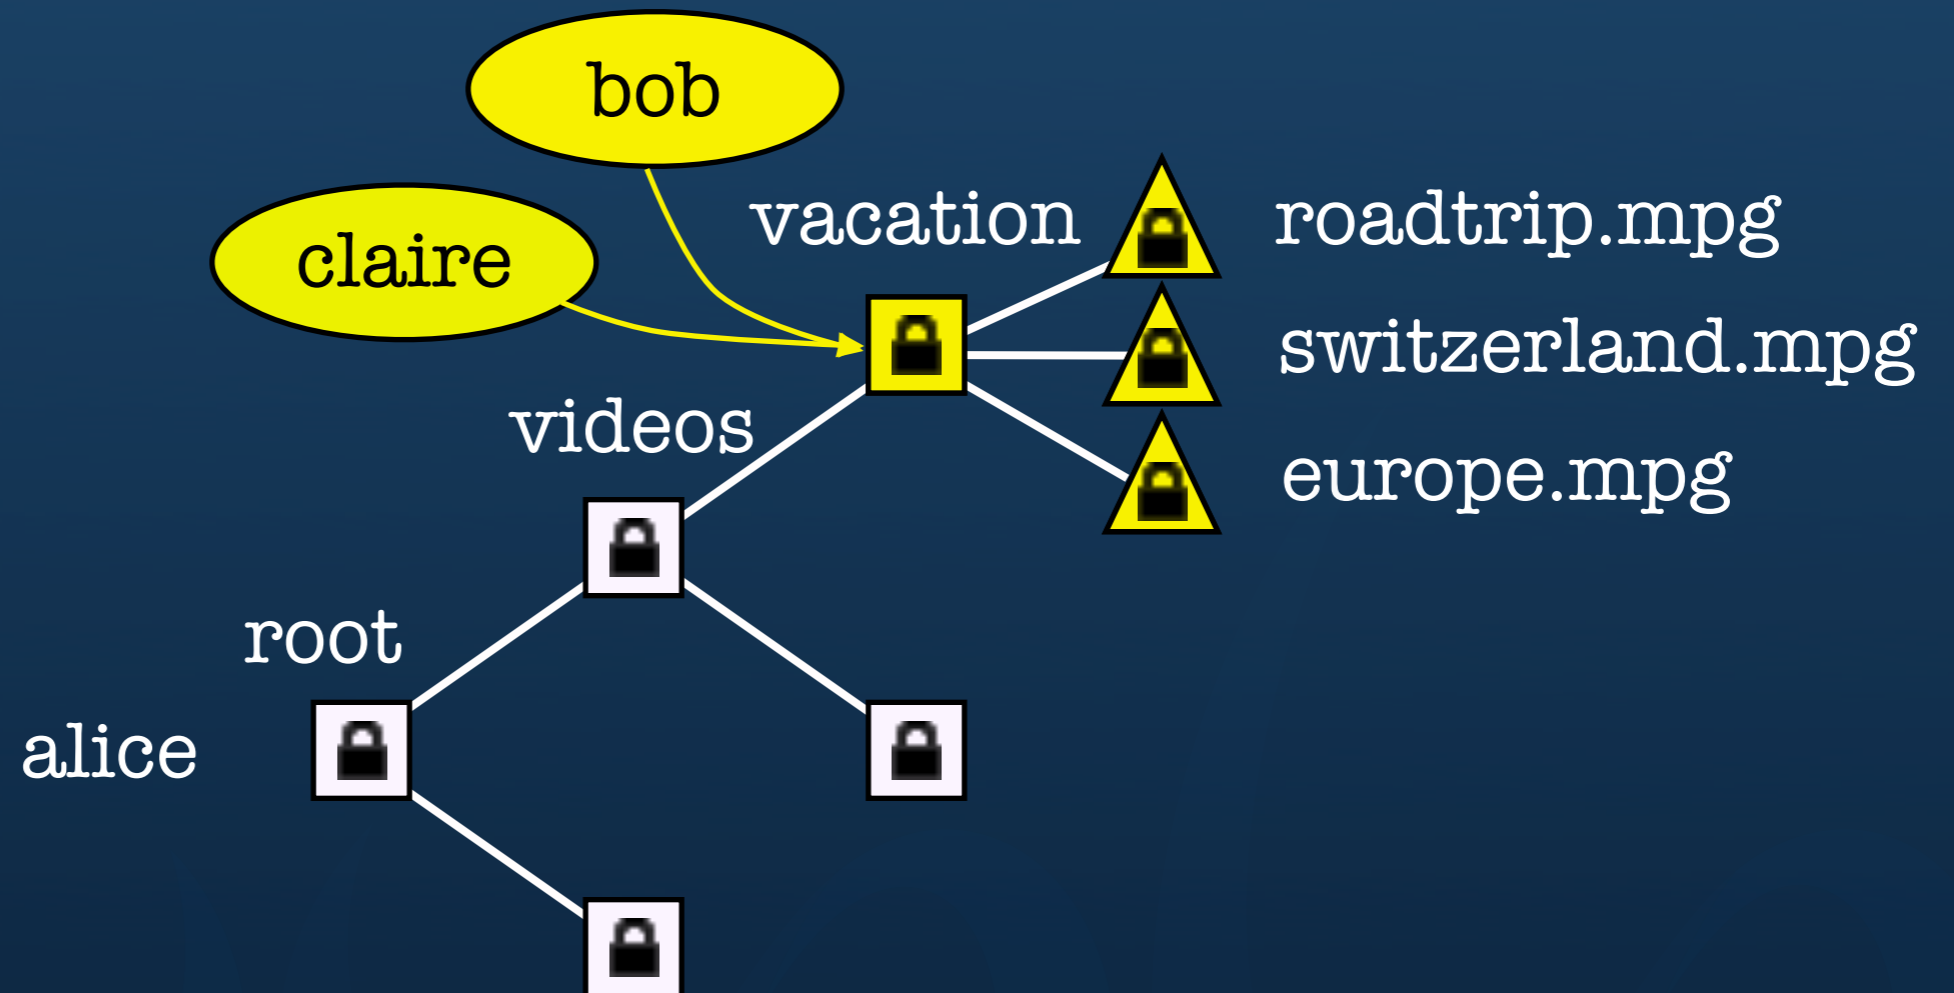 bob
claire
vacation
roadtrip.mpg
switzerland.mpg
videos
europe.mpg
root
alice